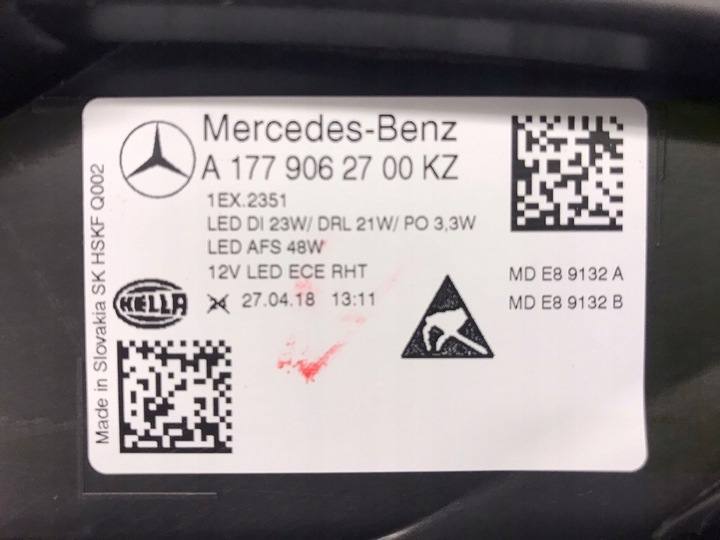 Mercedes-Benz
A 177 906 27 00 KZ
1EX.2351
LED DI 23W/ DRL 21W/ PO 3,3W
LED AFS 48W
12V LED ECE RHT
27.04.18 13:11
MD E8 9132 A
MD E8 9132 B
HELLA
Made in Slovakia SK HSKF Q002